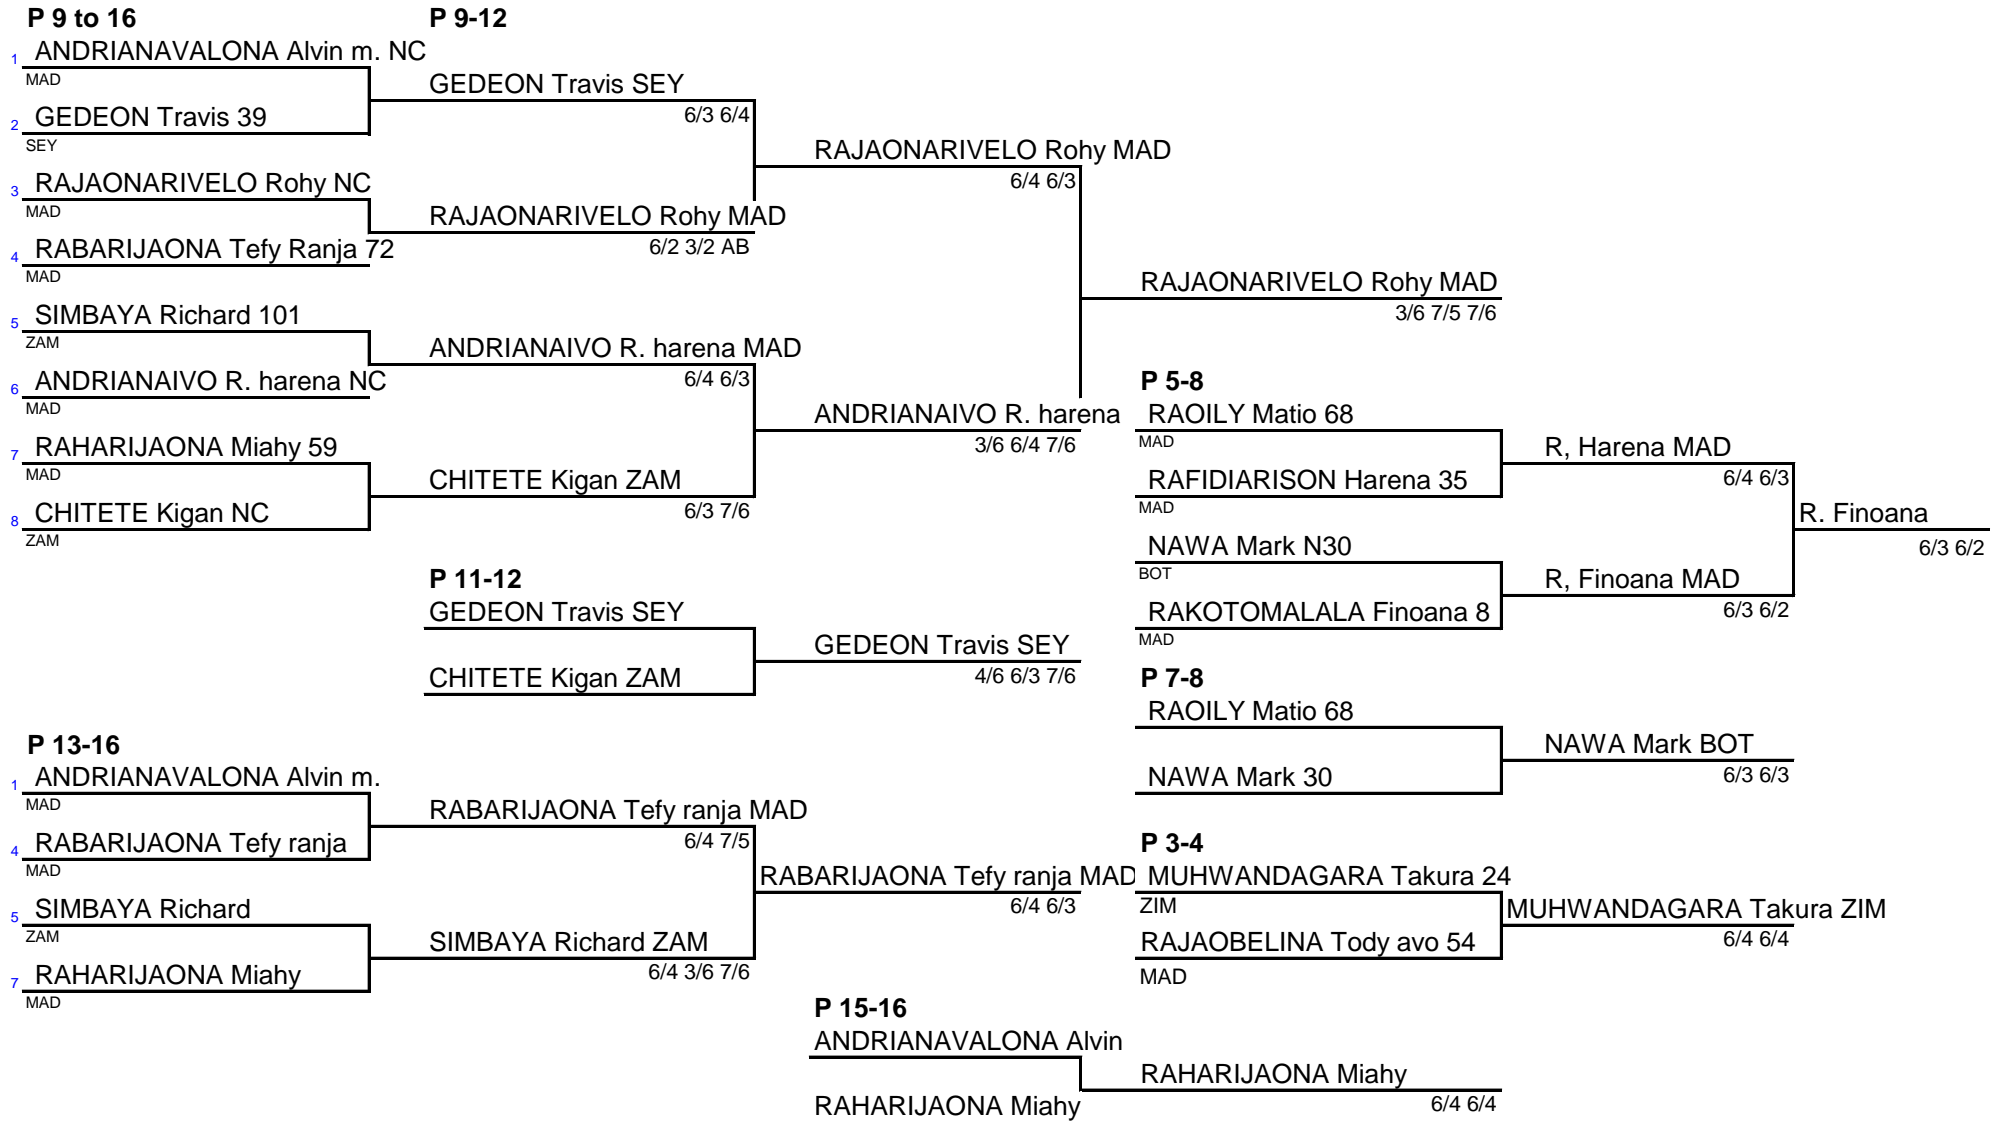 P 9 to 16
P 9-12
1 ANDRIANAVALONA Alvin m. NC
MAD
GEDEON Travis SEY
6/3 6/4
2 GEDEON Travis 39
SEY
RAJAONARIVELO Rohy MAD
6/4 6/3
3 RAJAONARIVELO Rohy NC
MAD
RAJAONARIVELO Rohy MAD
6/2 3/2 AB
4 RABARIJAONA Tefy Ranja 72
MAD
RAJAONARIVELO Rohy MAD
3/6 7/5 7/6
5 SIMBAYA Richard 101
ZAM
ANDRIANAIVO R. harena MAD
6/4 6/3
6 ANDRIANAIVO R. harena NC
MAD
ANDRIANAIVO R. harena
3/6 6/4 7/6
7 RAHARIJAONA Miahy 59
MAD
CHITETE Kigan ZAM
6/3 7/6
8 CHITETE Kigan NC
ZAM
P 5-8
RAOILY Matio 68
MAD
R, Harena MAD
6/4 6/3
RAFIDIARISON Harena 35
MAD
R. Finoana
6/3 6/2
NAWA Mark N30
BOT
R, Finoana MAD
6/3 6/2
RAKOTOMALALA Finoana 8
MAD
P 11-12
GEDEON Travis SEY
GEDEON Travis SEY
4/6 6/3 7/6
CHITETE Kigan ZAM
P 7-8
RAOILY Matio 68
NAWA Mark BOT
6/3 6/3
NAWA Mark 30
P 13-16
1 ANDRIANAVALONA Alvin m.
MAD
RABARIJAONA Tefy ranja MAD
6/4 7/5
4 RABARIJAONA Tefy ranja
MAD
RABARIJAONA Tefy ranja MAD
6/4 6/3
5 SIMBAYA Richard
ZAM
SIMBAYA Richard ZAM
6/4 3/6 7/6
7 RAHARIJAONA Miahy
MAD
P 3-4
MUHWANDAGARA Takura 24
ZIM
MUHWANDAGARA Takura ZIM
6/4 6/4
RAJAOBELINA Tody avo 54
MAD
P 15-16
ANDRIANAVALONA Alvin
RAHARIJAONA Miahy
6/4 6/4
RAHARIJAONA Miahy